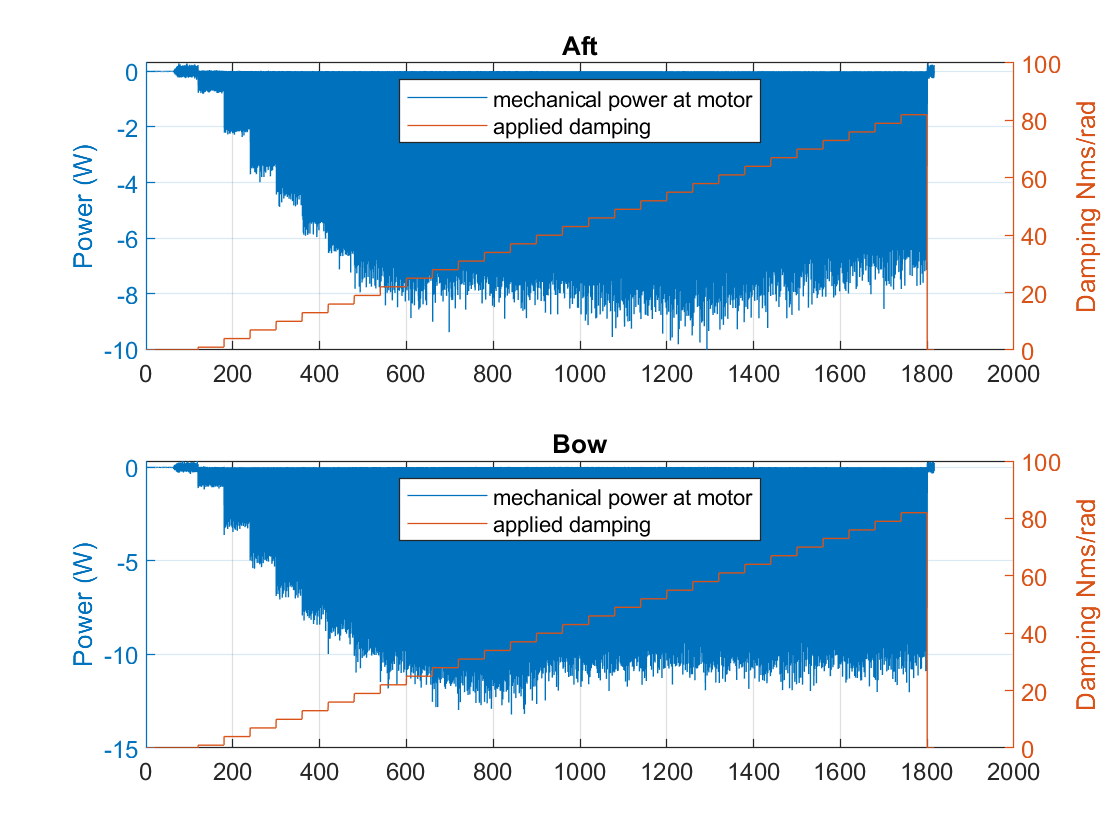 Aft
mechanical power at motor
applied damping
Power (W)
0
-2
-4
-6
-8
-10
Damping Nms/rad
100
80
60
40
20
0
0 200 400 600 800 1000 1200 1400 1600 1800 2000
Bow
mechanical power at motor
applied damping
Power (W)
0
-5
-10
-15
Damping Nms/rad
100
80
60
40
20
0
0 200 400 600 800 1000 1200 1400 1600 1800 2000